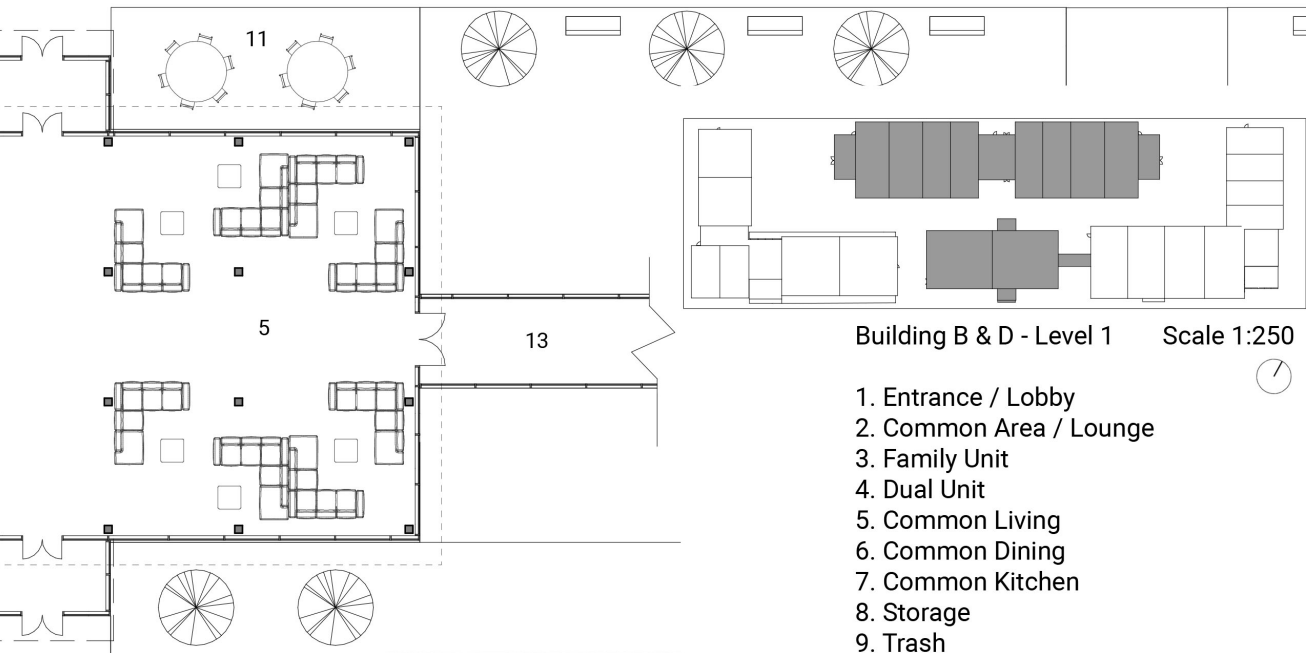 11
5
13
Building B & D - Level 1 Scale 1:250
1. Entrance / Lobby
2. Common Area / Lounge
3. Family Unit
4. Dual Unit
5. Common Living
6. Common Dining
7. Common Kitchen
8. Storage
9. Trash